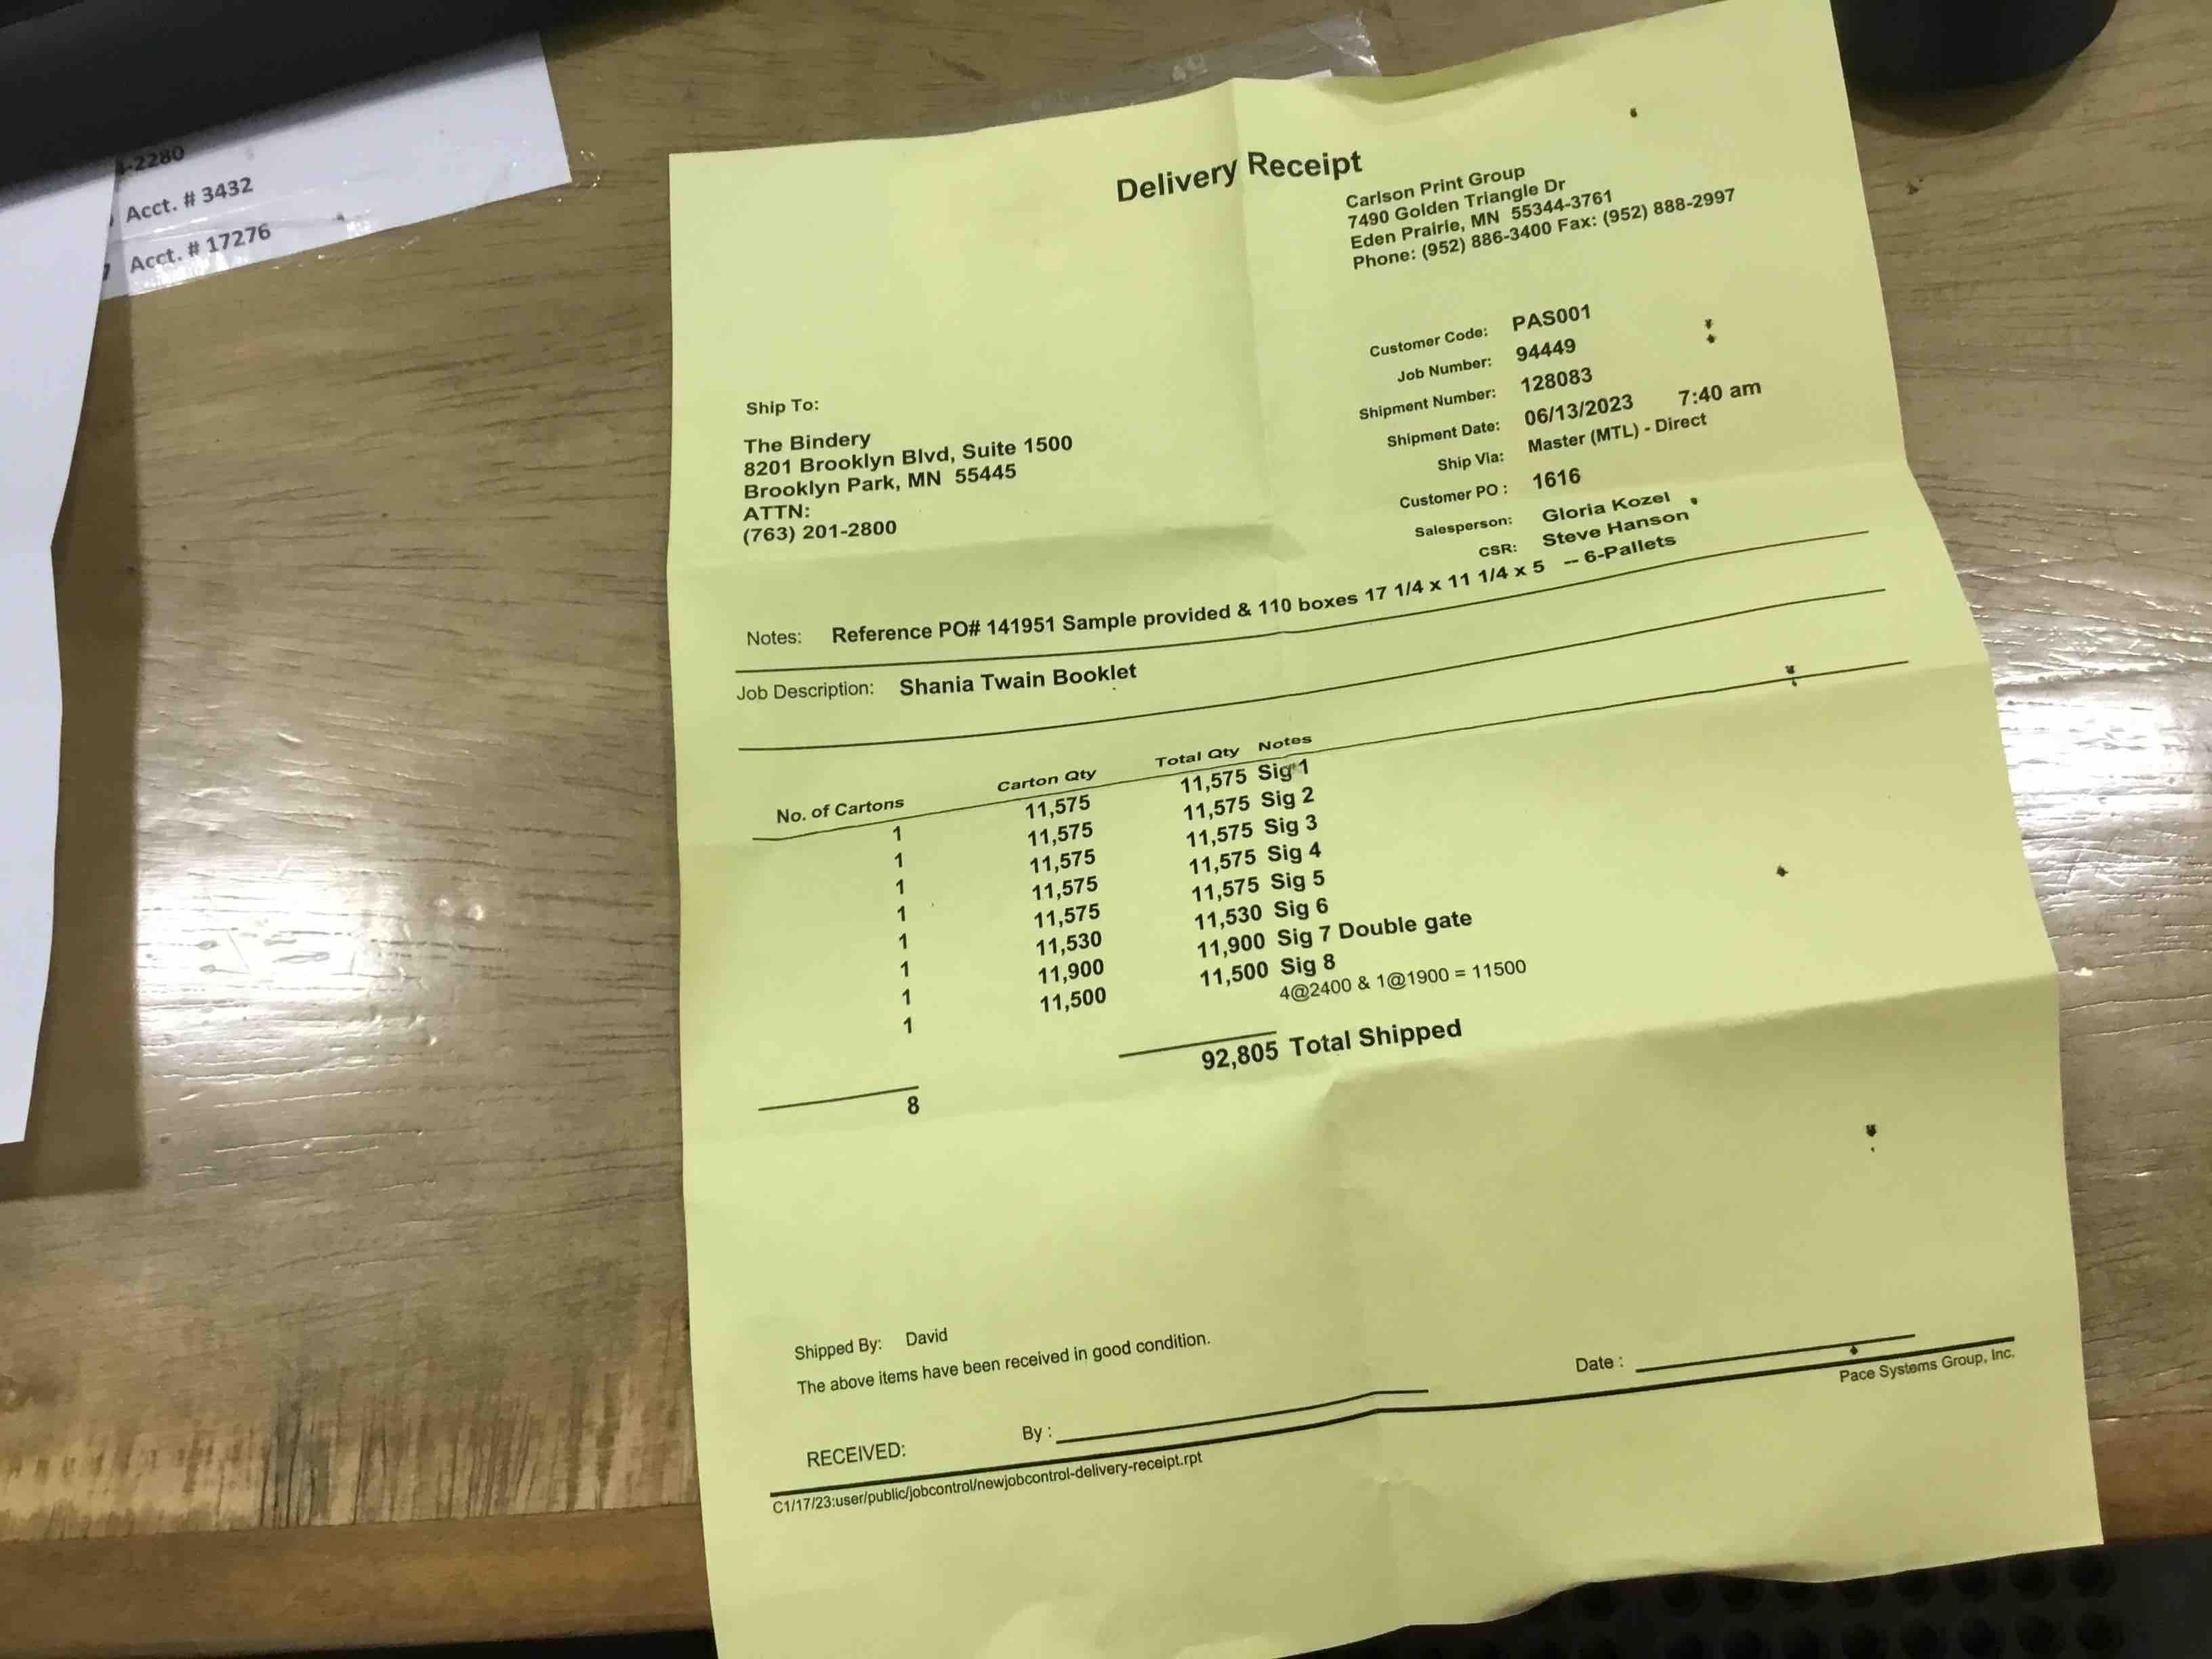 -2280
Acct. # 3432
Acct. # 17276
Delivery Receipt
Carlson Print Group
7490 Golden Triangle Dr
Eden Prairie, MN 55344-3761
Phone: (952) 886-3400 Fax: (952) 888-2997
Customer Code: PAS001
Job Number: 94449
Shipment Number: 128083
Shipment Date: 06/13/2023 7:40 am
Ship Via: Master (MTL) - Direct
Customer PO : 1616
Salesperson: Gloria Kozel
CSR: Steve Hanson
Ship To:
The Bindery
8201 Brooklyn Blvd, Suite 1500
Brooklyn Park, MN 55445
ATTN:
(763) 201-2800
Notes: Reference PO# 141951 Sample provided & 110 boxes 17 1/4 x 11 1/4 x 5 -- 6-Pallets
Job Description: Shania Twain Booklet
No. of Cartons Carton Qty Total Qty Notes
1 11,575 11,575 Sig 1
1 11,575 11,575 Sig 2
1 11,575 11,575 Sig 3
1 11,575 11,575 Sig 4
1 11,575 11,575 Sig 5
1 11,530 11,530 Sig 6
1 11,900 11,900 Sig 7 Double gate
1 11,500 11,500 Sig 8
4@2400 & 1@1900 = 11500
92,805 Total Shipped
8
Shipped By: David
The above items have been received in good condition.
RECEIVED: By : Date :
Pace Systems Group, Inc.
C1/17/23:user/public/jobcontrol/newjobcontrol-delivery-receipt.rpt